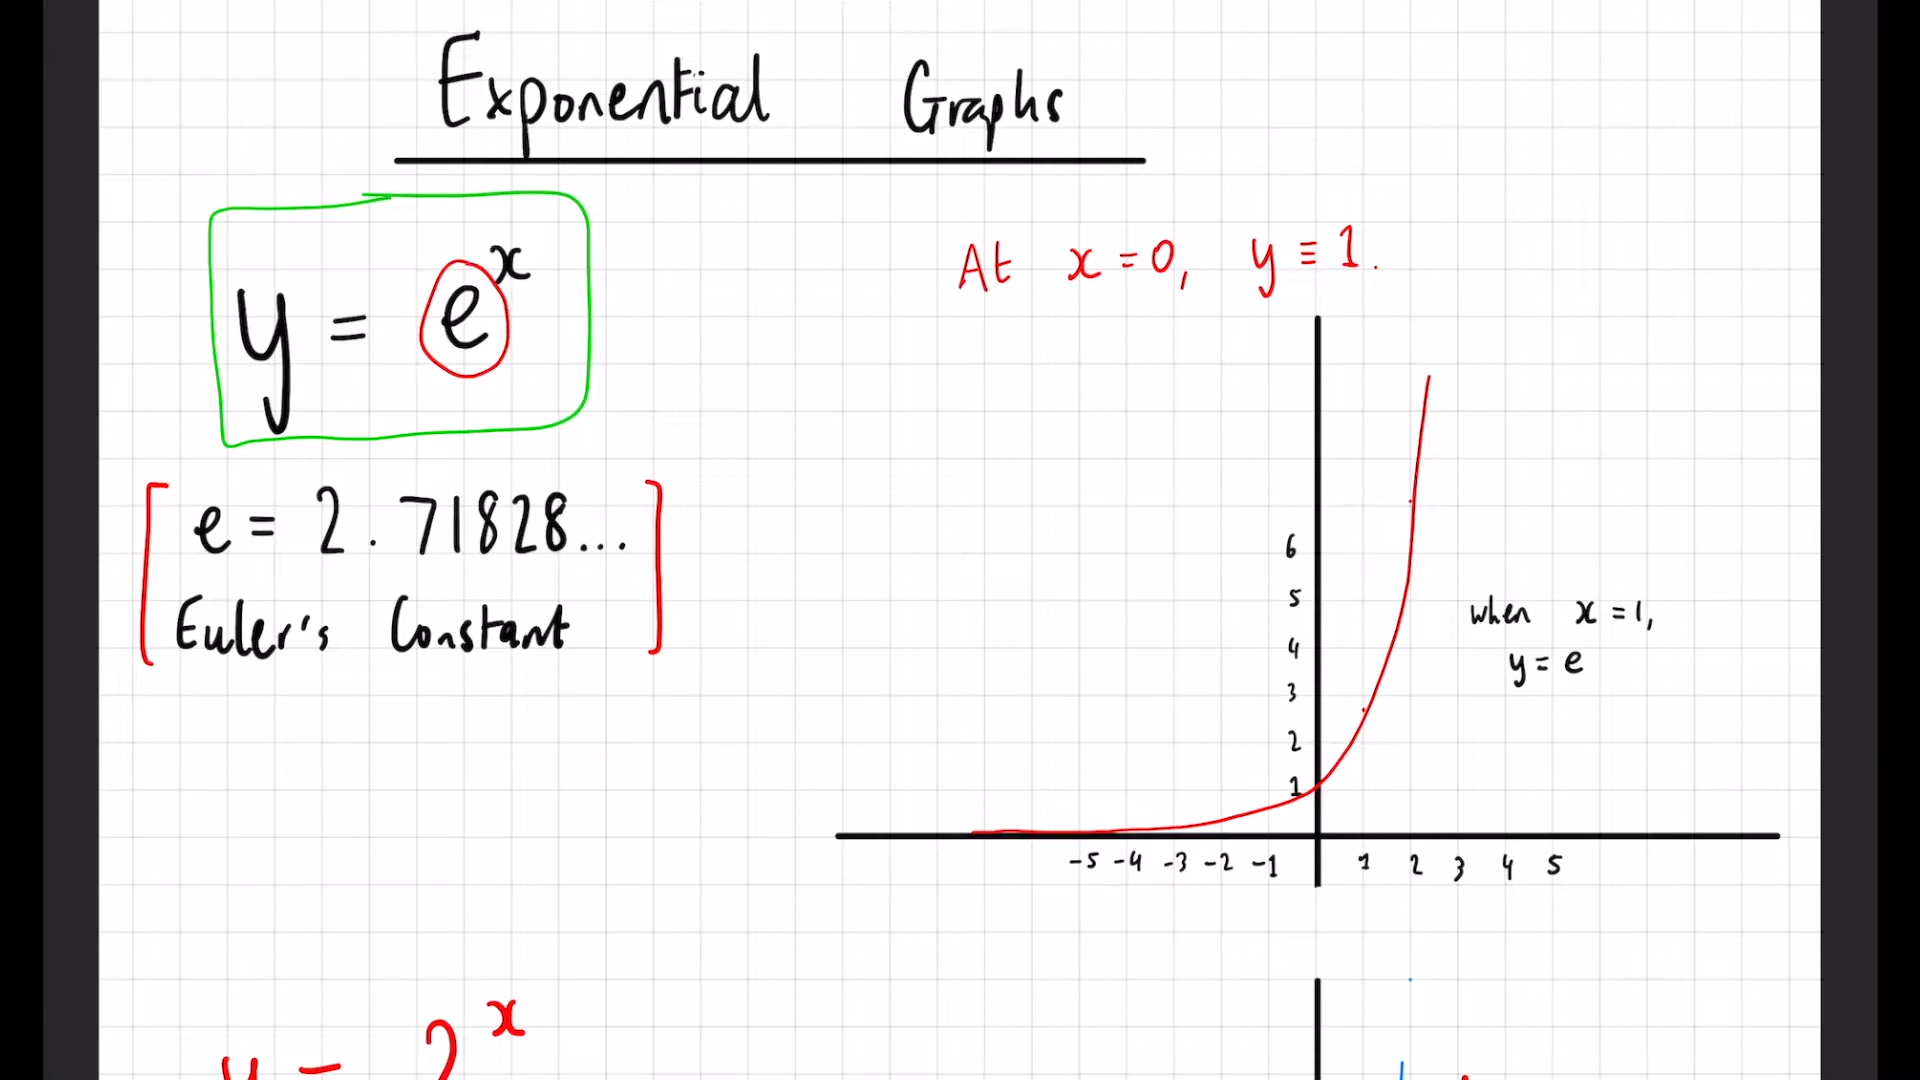 Exponential Graphs
y = e^x
At x = 0, y ≡ 1.
e = 2.71828...
Euler's Constant
6
5
4
3
2
1
when x = 1,
y = e
-5 -4 -3 -2 -1 1 2 3 4 5
y = 2^x